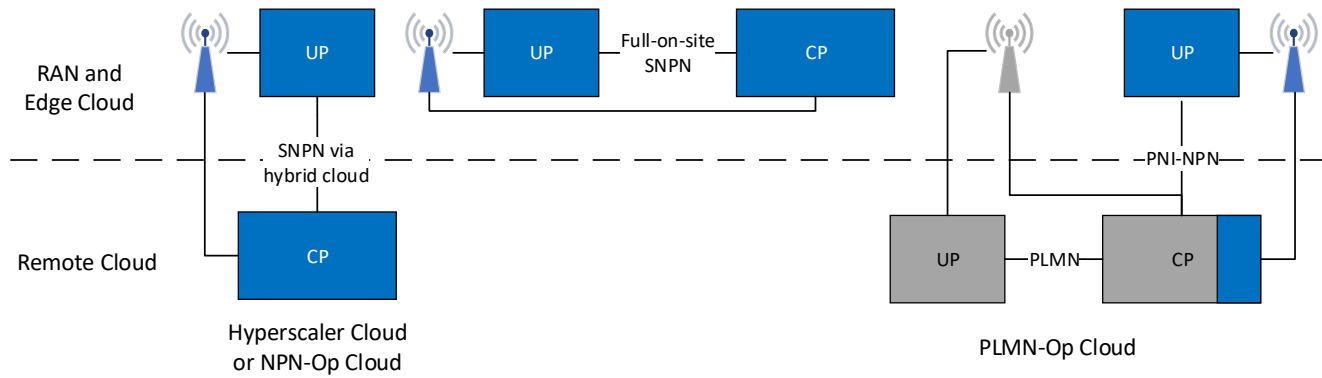 UP
UP
Full-on-site
SNPN
CP
UP
RAN and
Edge Cloud
SNPN via
hybrid cloud
PNI-NPN
Remote Cloud
CP
UP
PLMN
CP
Hyperscaler Cloud
or NPN-Op Cloud
PLMN-Op Cloud